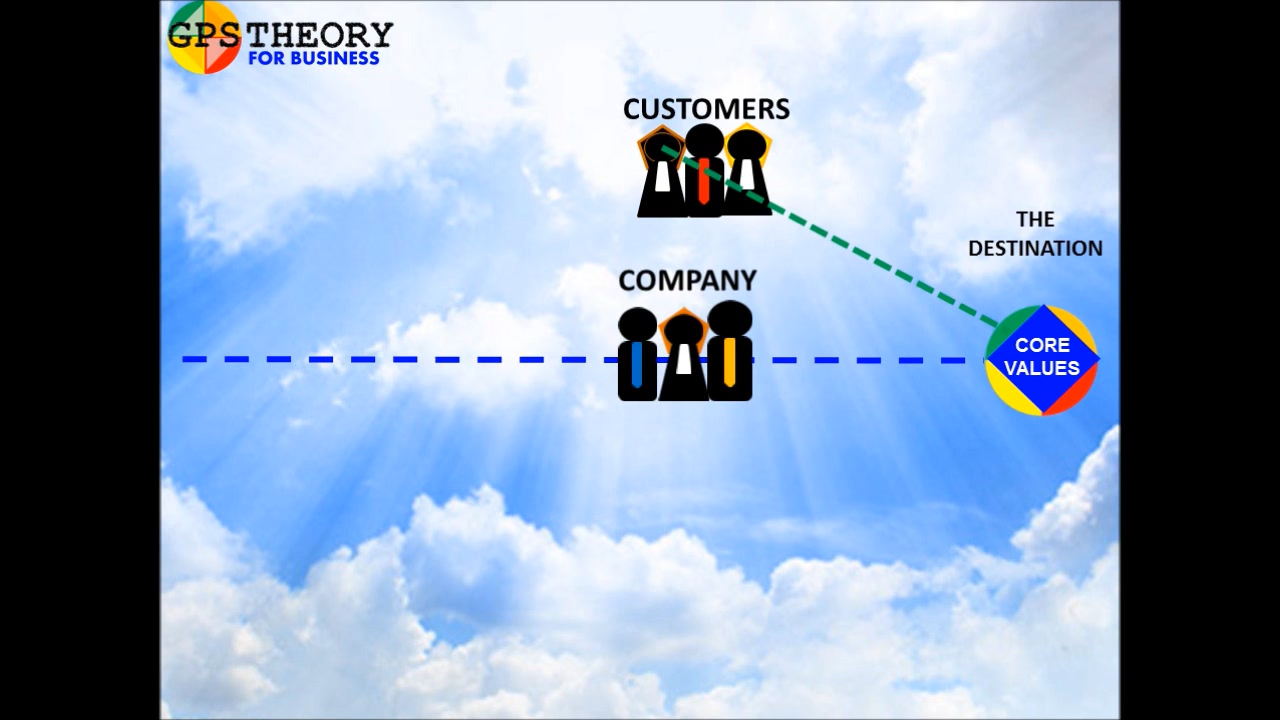 GPS THEORY
FOR BUSINESS
CUSTOMERS
THE
DESTINATION
COMPANY
CORE
VALUES